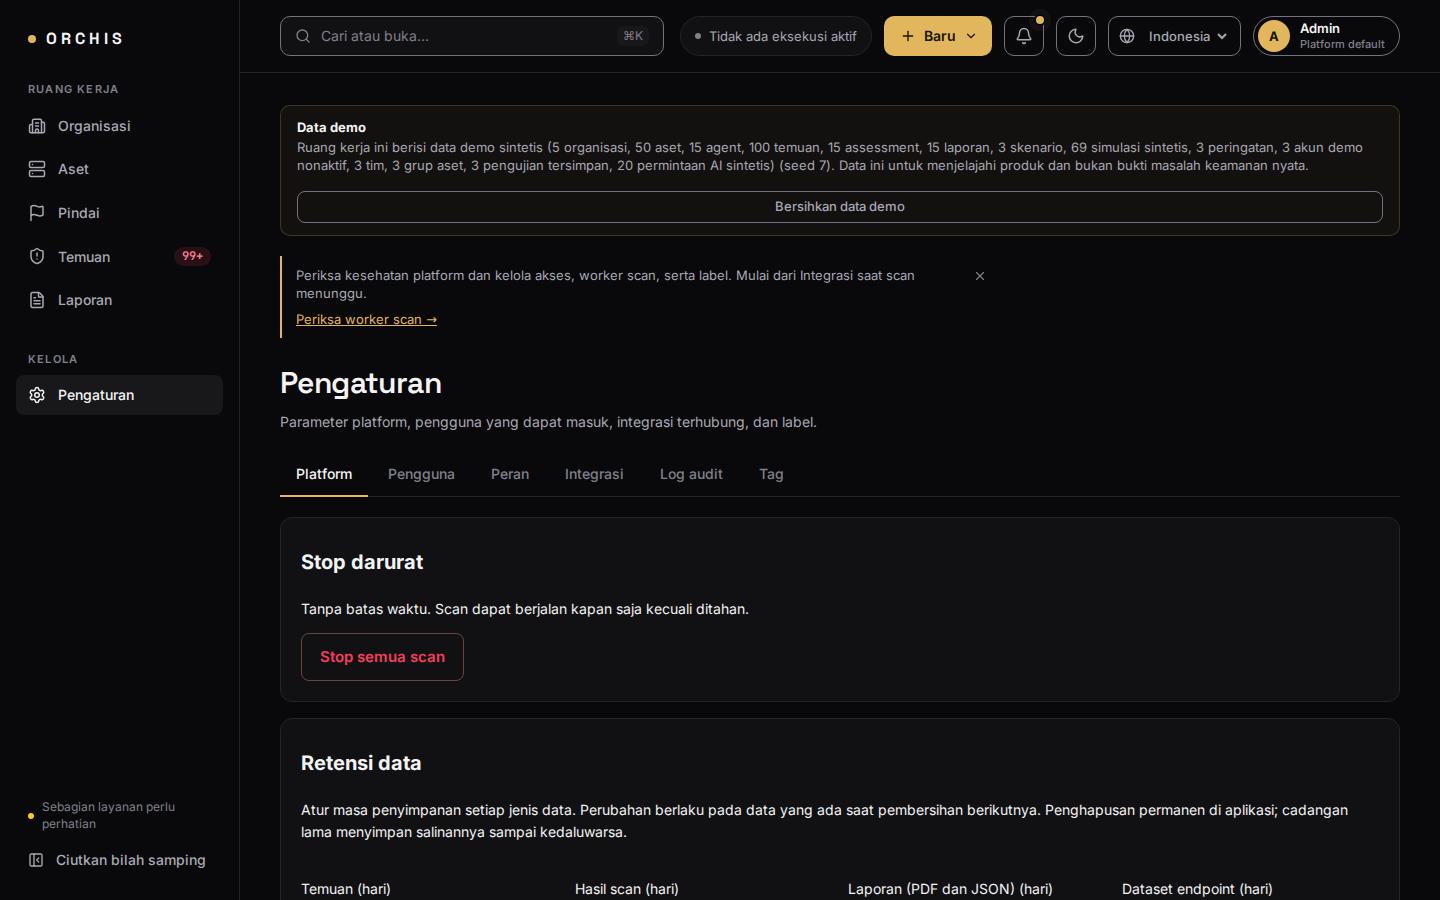 ORCHIS
Cari atau buka...
⌘K
Tidak ada eksekusi aktif
Baru
Indonesia
A
Admin
Platform default
RUANG KERJA
Organisasi
Aset
Pindai
Temuan
99+
Laporan
KELOLA
Pengaturan
Sebagian layanan perlu
perhatian
Ciutkan bilah samping
Data demo
Ruang kerja ini berisi data demo sintetis (5 organisasi, 50 aset, 15 agent, 100 temuan, 15 assessment, 15 laporan, 3 skenario, 69 simulasi sintetis, 3 peringatan, 3 akun demo
nonaktif, 3 tim, 3 grup aset, 3 pengujian tersimpan, 20 permintaan AI sintetis) (seed 7). Data ini untuk menjelajahi produk dan bukan bukti masalah keamanan nyata.
Bersihkan data demo
Periksa kesehatan platform dan kelola akses, worker scan, serta label. Mulai dari Integrasi saat scan
menunggu.
Periksa worker scan →
Pengaturan
Parameter platform, pengguna yang dapat masuk, integrasi terhubung, dan label.
Platform
Pengguna
Peran
Integrasi
Log audit
Tag
Stop darurat
Tanpa batas waktu. Scan dapat berjalan kapan saja kecuali ditahan.
Stop semua scan
Retensi data
Atur masa penyimpanan setiap jenis data. Perubahan berlaku pada data yang ada saat pembersihan berikutnya. Penghapusan permanen di aplikasi; cadangan
lama menyimpan salinannya sampai kedaluwarsa.
Temuan (hari)
Hasil scan (hari)
Laporan (PDF dan JSON) (hari)
Dataset endpoint (hari)